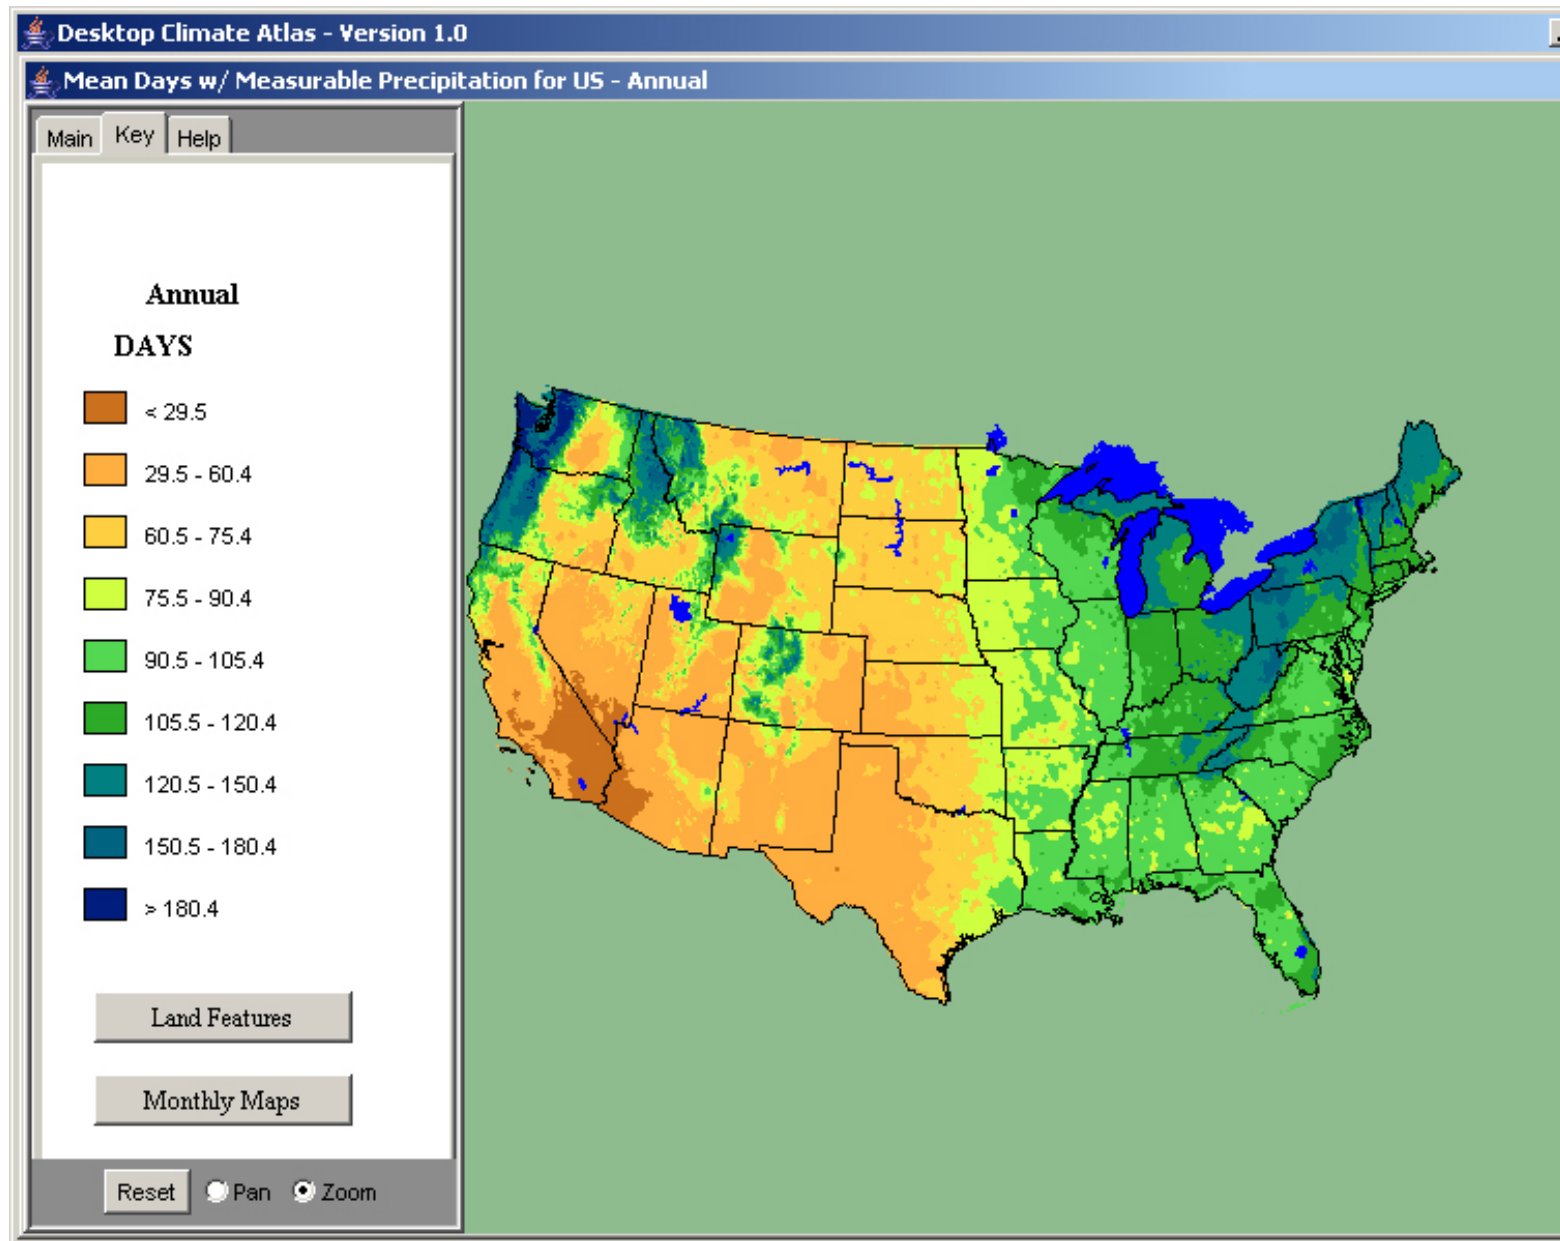 Desktop Climate Atlas - Version 1.0
Mean Days w/ Measurable Precipitation for US - Annual
Main Key Help
Annual
DAYS
< 29.5
29.5 - 60.4
60.5 - 75.4
75.5 - 90.4
90.5 - 105.4
105.5 - 120.4
120.5 - 150.4
150.5 - 180.4
> 180.4
Land Features
Monthly Maps
Reset Pan Zoom